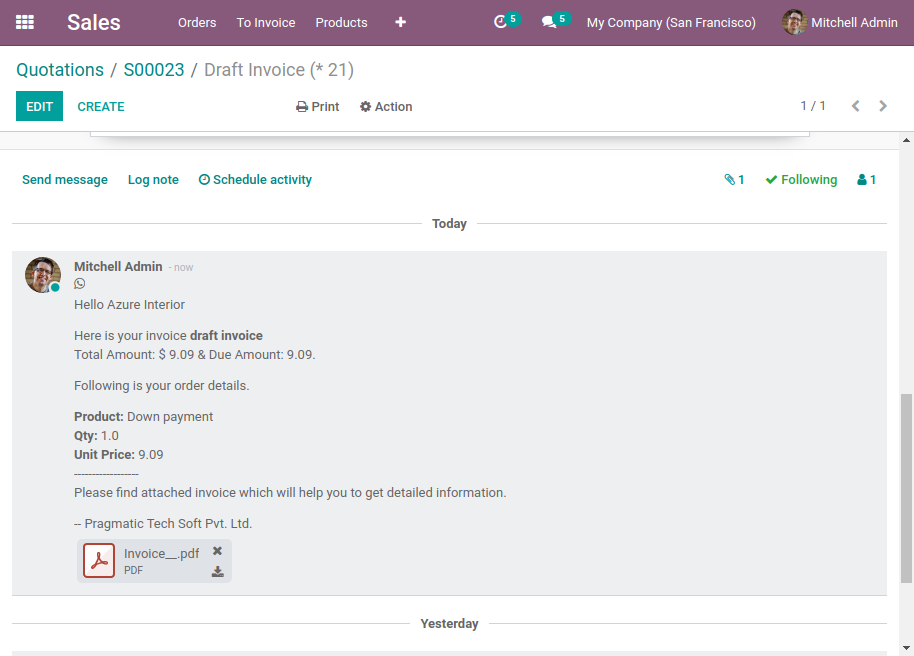 Sales Orders To Invoice Products + 5 5 My Company (San Francisco) Mitchell Admin
Quotations / S00023 / Draft Invoice (* 21)
EDIT CREATE Print Action 1 / 1
Send message Log note Schedule activity 1 Following 1
Today
Mitchell Admin - now
Hello Azure Interior
Here is your invoice draft invoice
Total Amount: $ 9.09 & Due Amount: 9.09.
Following is your order details.
Product: Down payment
Qty: 1.0
Unit Price: 9.09
------------------
Please find attached invoice which will help you to get detailed information.
-- Pragmatic Tech Soft Pvt. Ltd.
Invoice__.pdf
PDF
Yesterday